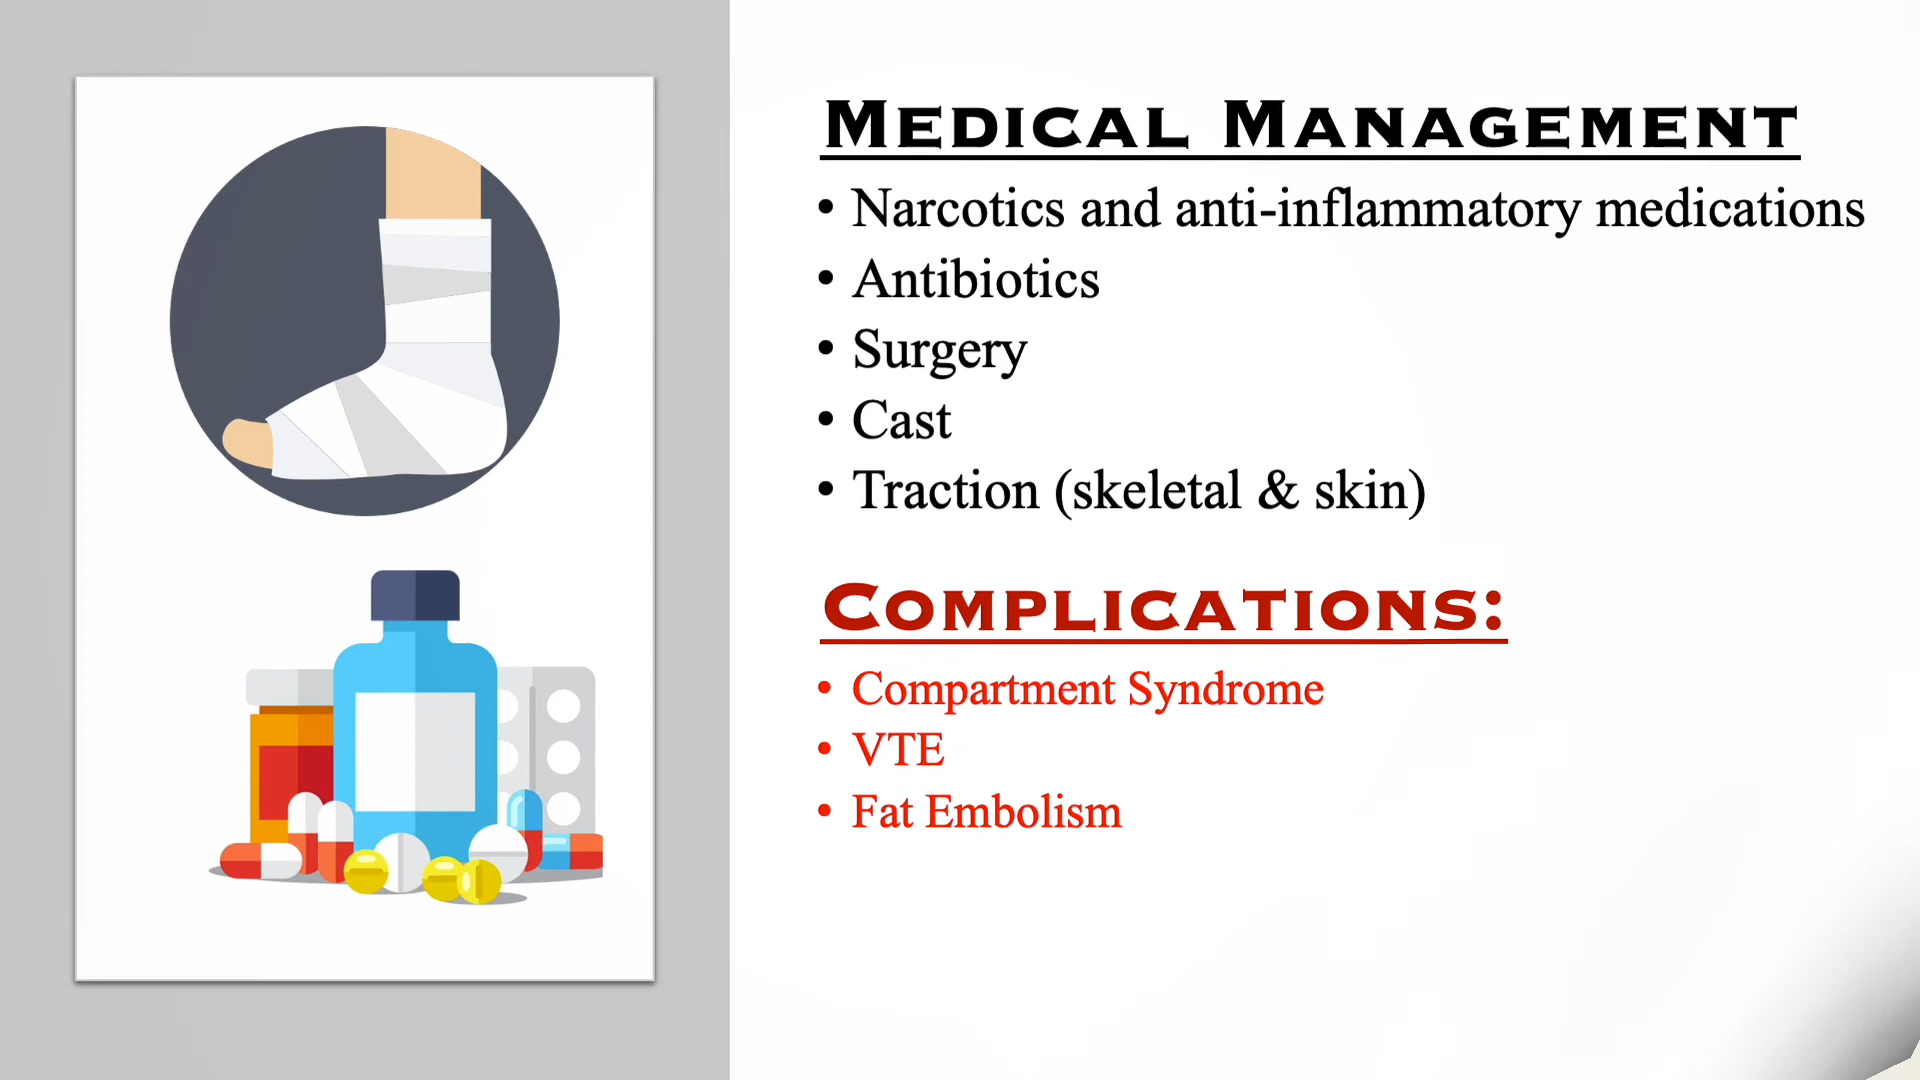 MEDICAL MANAGEMENT
• Narcotics and anti-inflammatory medications
• Antibiotics
• Surgery
• Cast
• Traction (skeletal & skin)
COMPLICATIONS:
• Compartment Syndrome
• VTE
• Fat Embolism